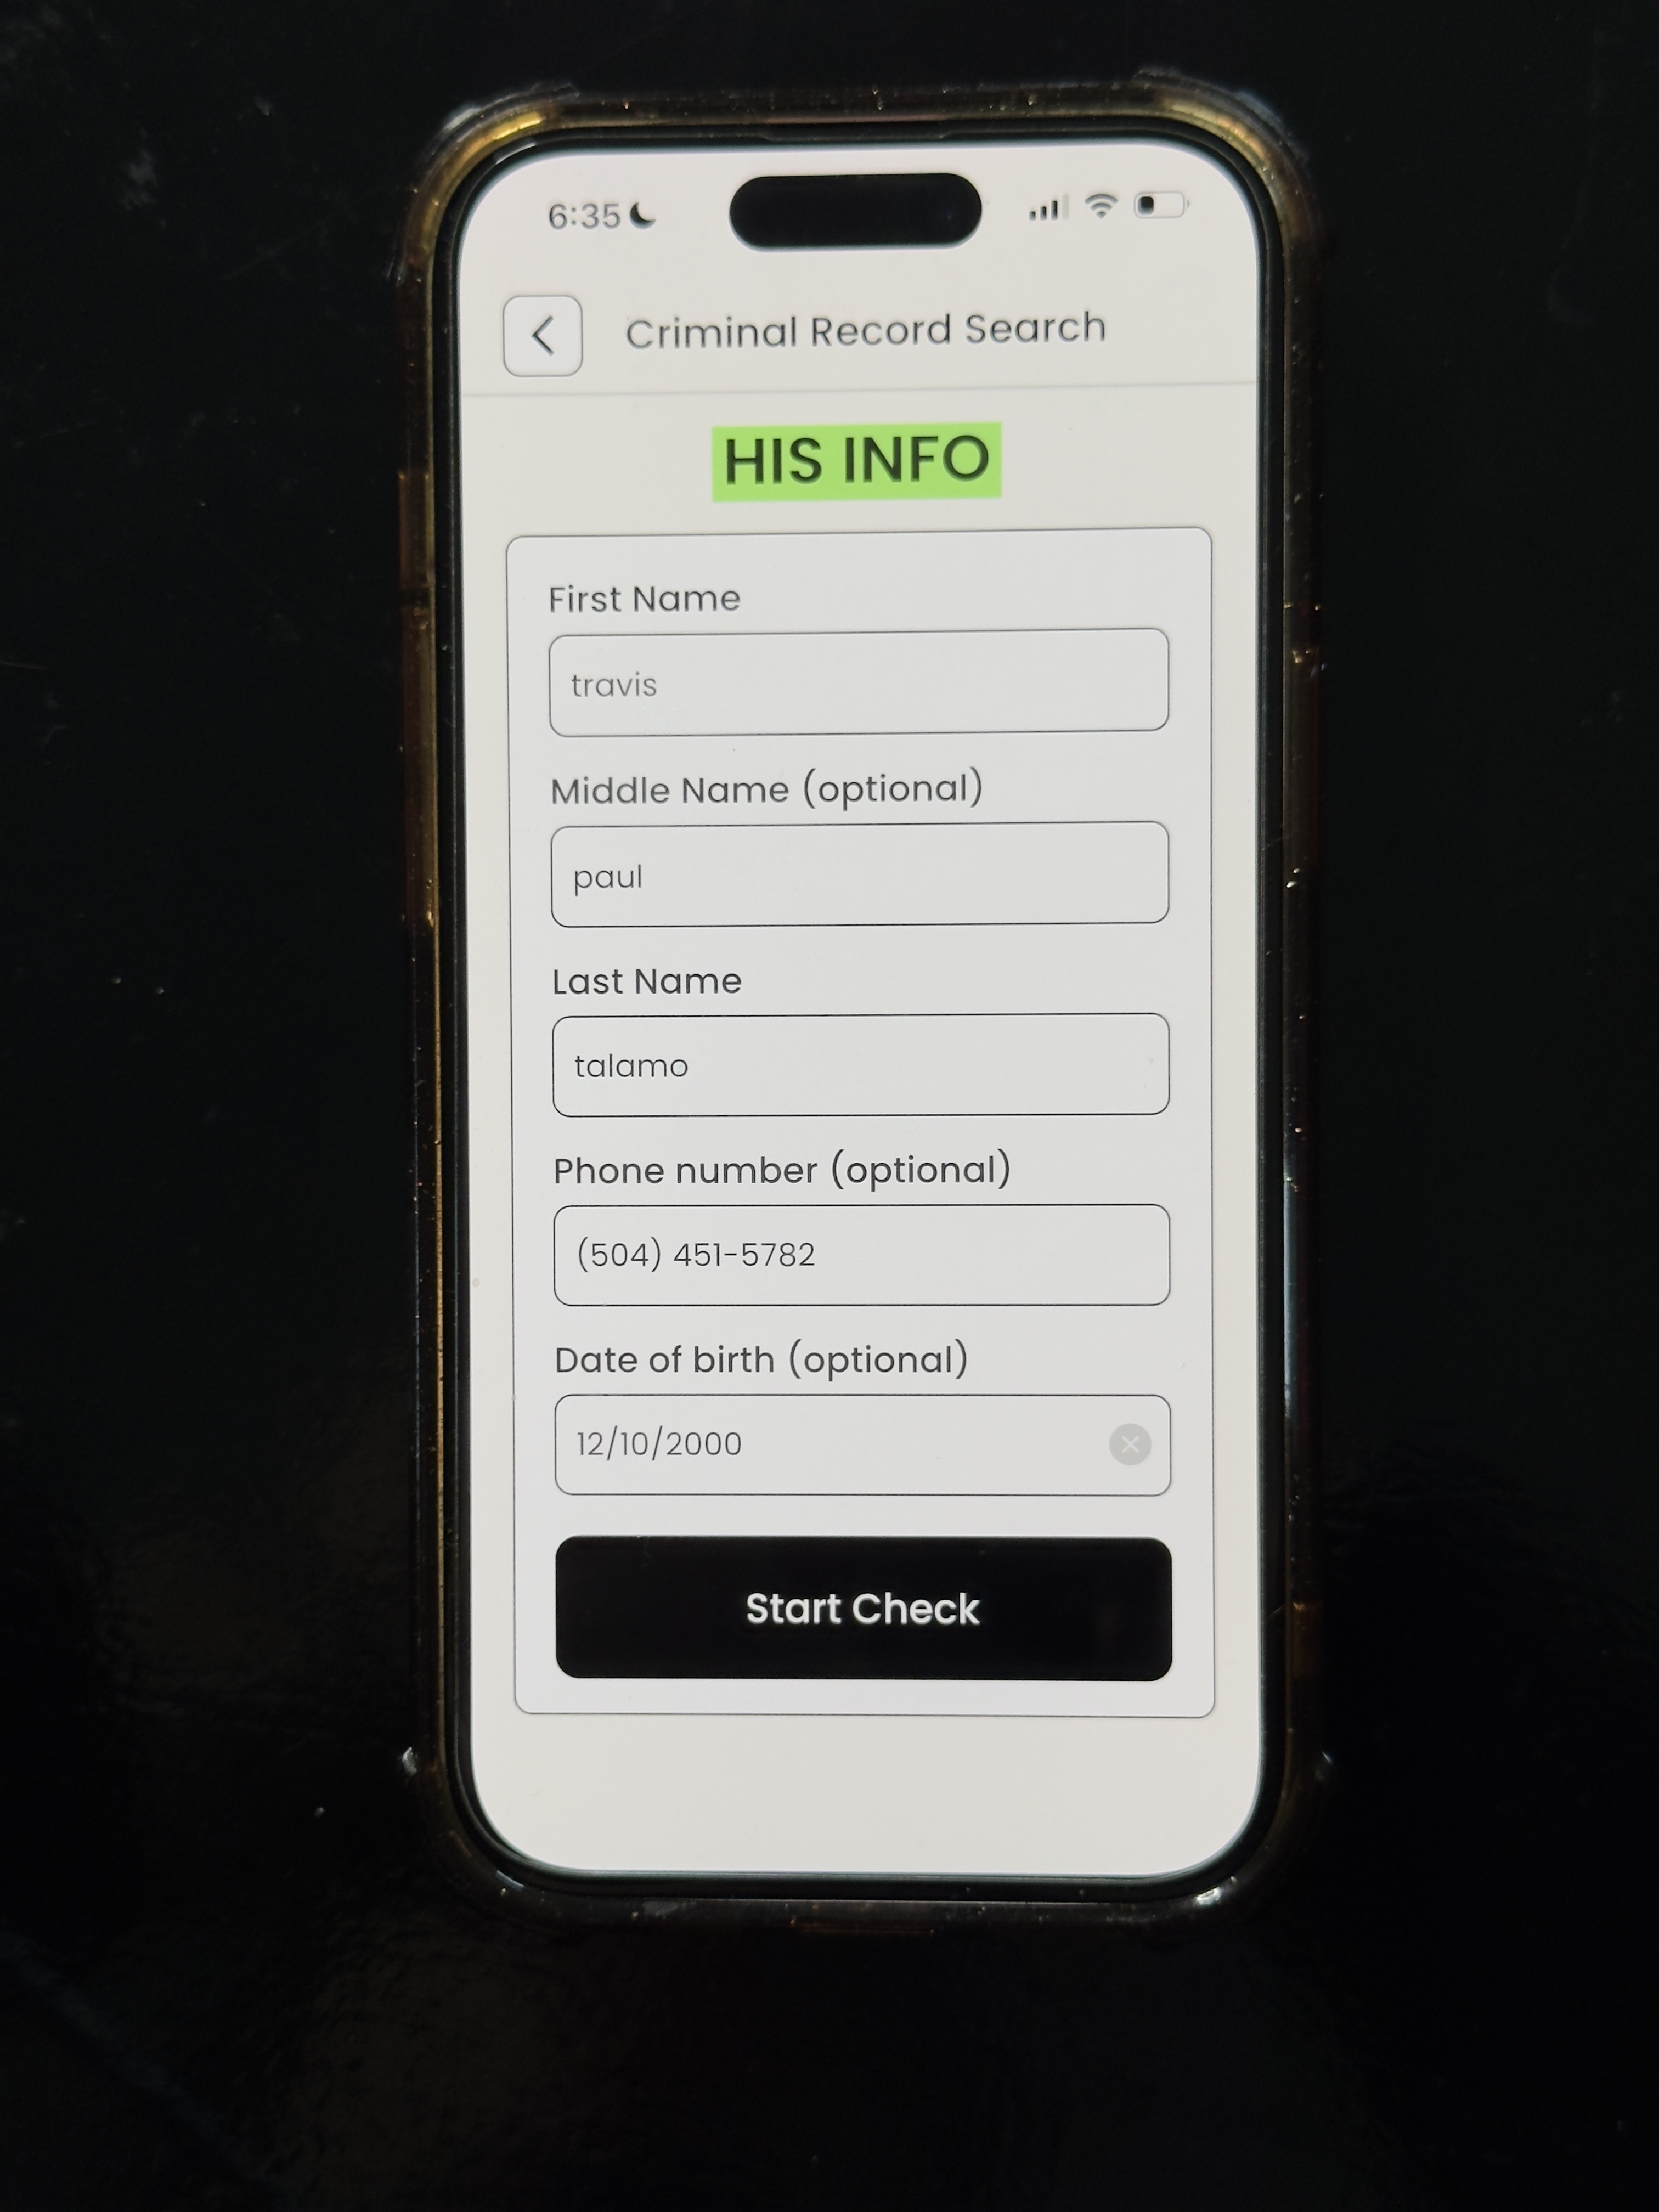 6:35
Criminal Record Search
HIS INFO
First Name
travis
Middle Name (optional)
paul
Last Name
talamo
Phone number (optional)
(504) 451-5782
Date of birth (optional)
12/10/2000
Start Check